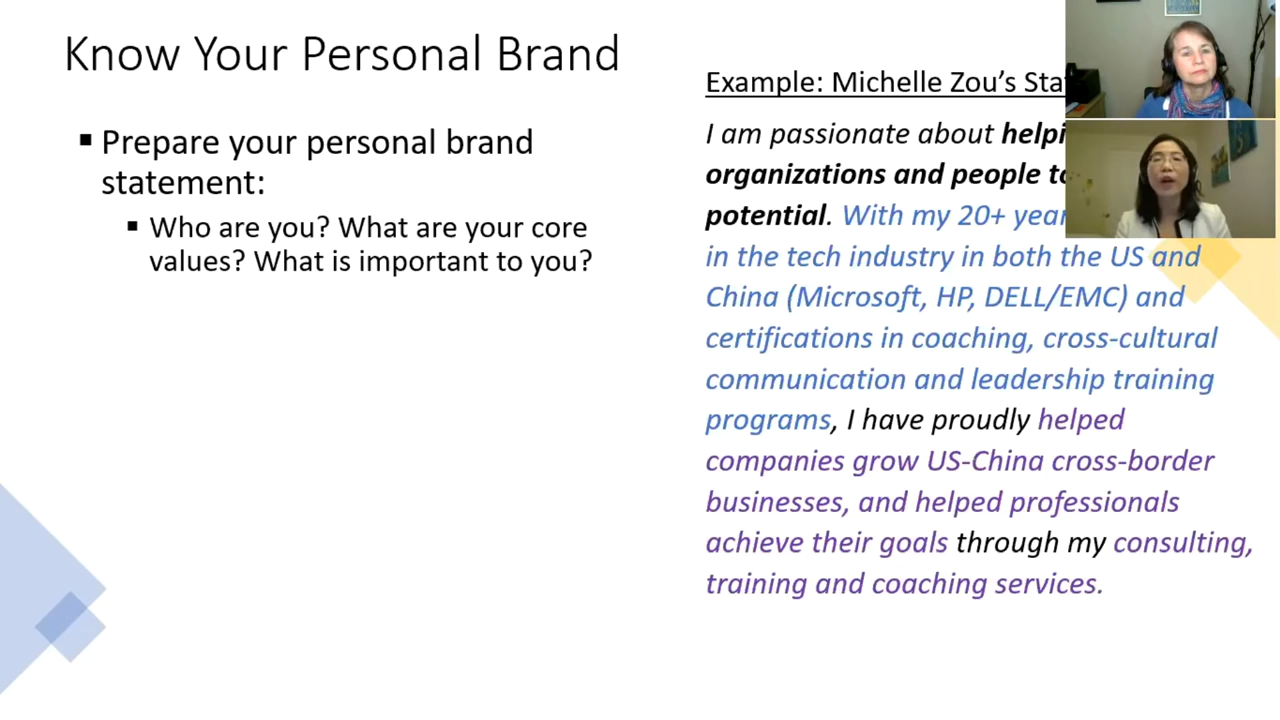 Know Your Personal Brand
▪ Prepare your personal brand
statement:
▪ Who are you? What are your core
values? What is important to you?
Example: Michelle Zou's
I am passionate about
organizations and people
potential. With my 20+
in the tech industry in both the US and
China (Microsoft, HP, DELL/EMC) and
certifications in coaching, cross-cultural
communication and leadership training
programs, I have proudly helped
companies grow US-China cross-border
businesses, and helped professionals
achieve their goals through my consulting,
training and coaching services.